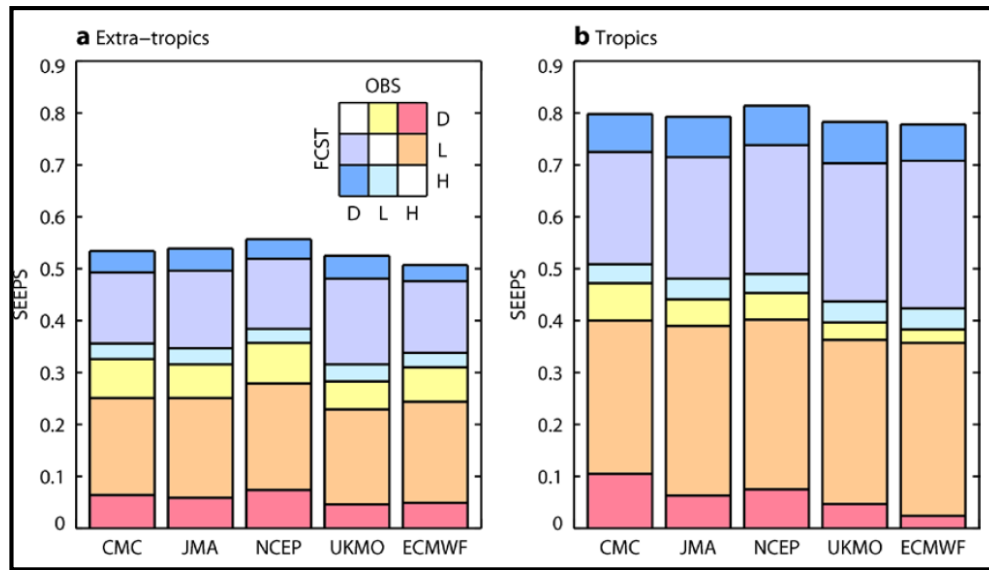 a Extra-tropics
0.9
0.8
0.7
0.6
0.5
0.4
0.3
0.2
0.1
0
SEEPS
OBS
FCST
D
L
H
D L H
CMC JMA NCEP UKMO ECMWF
b Tropics
0.9
0.8
0.7
0.6
0.5
0.4
0.3
0.2
0.1
0
SEEPS
CMC JMA NCEP UKMO ECMWF